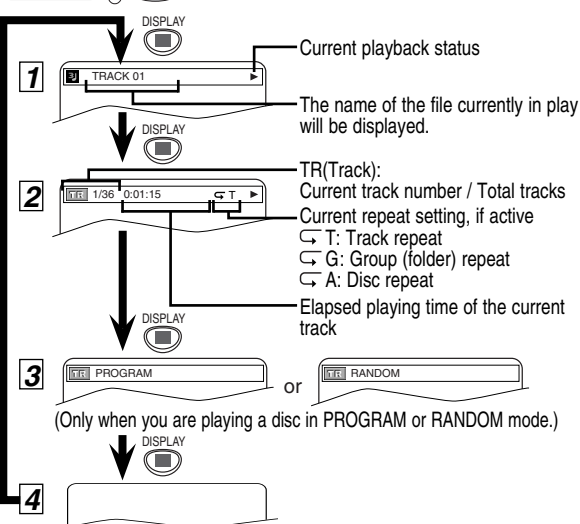 DISPLAY
Current playback status
1
TRACK 01
The name of the file currently in play
will be displayed.
DISPLAY
TR(Track):
Current track number / Total tracks
2
TR 1/36 0:01:15 T
Current repeat setting, if active
T: Track repeat
G: Group (folder) repeat
A: Disc repeat
Elapsed playing time of the current
track
DISPLAY
3
TR PROGRAM
or
TR RANDOM
(Only when you are playing a disc in PROGRAM or RANDOM mode.)
DISPLAY
4